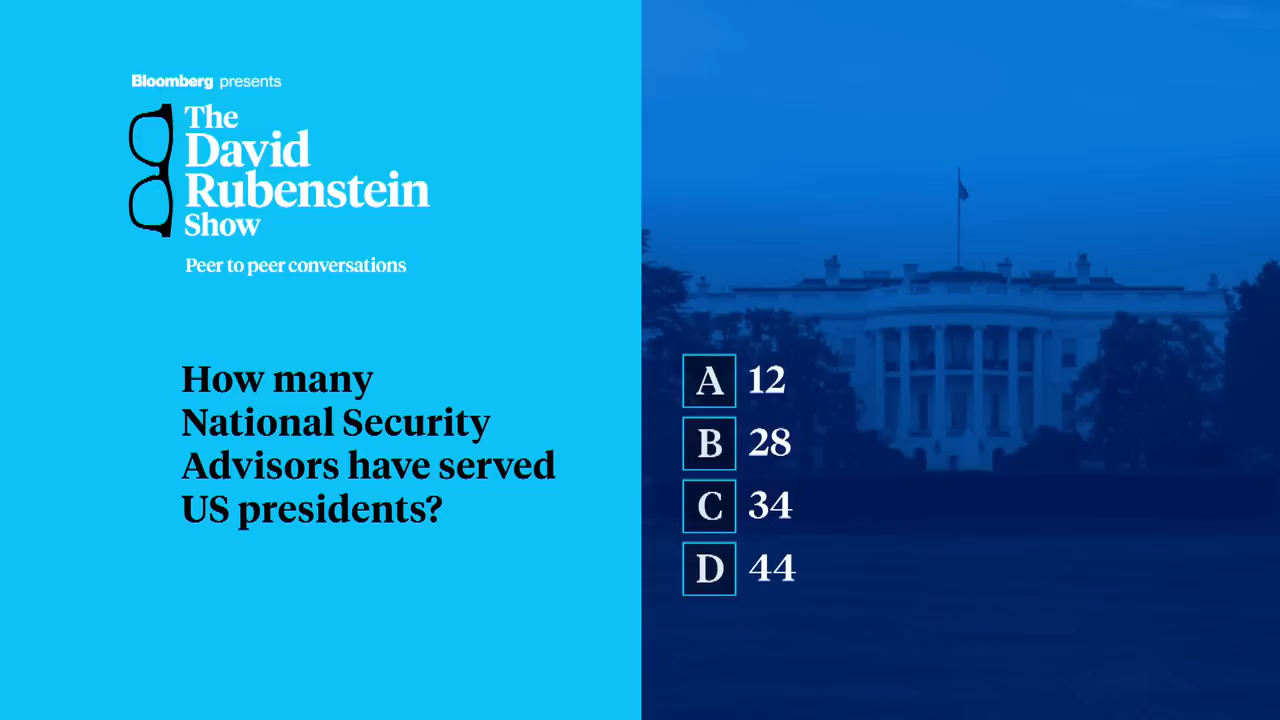 Bloomberg presents
The
David
Rubenstein
Show
Peer to peer conversations
How many
National Security
Advisors have served
US presidents?
A 12
B 28
C 34
D 44